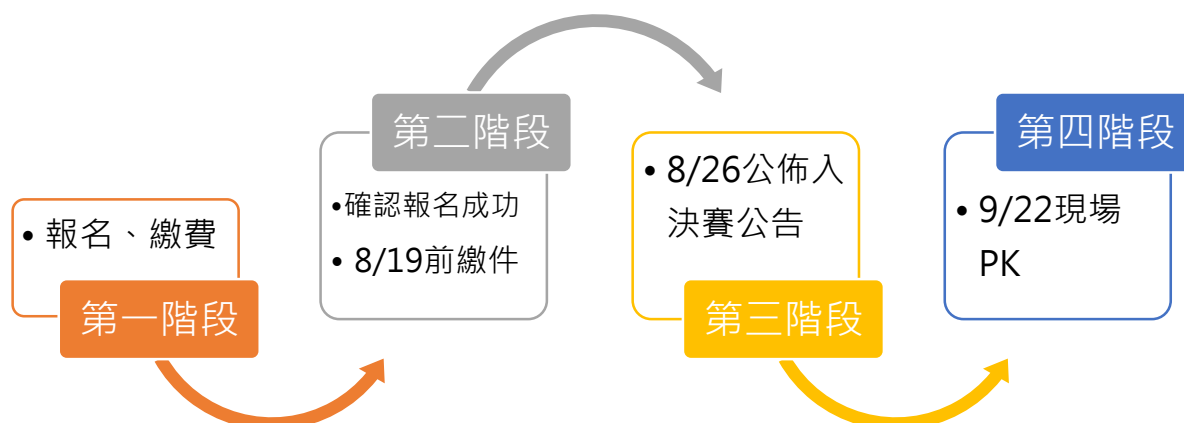 • 報名、繳費
第一階段
第二階段
•確認報名成功
• 8/19前繳件
• 8/26公佈入
決賽公告
第三階段
第四階段
• 9/22現場
PK